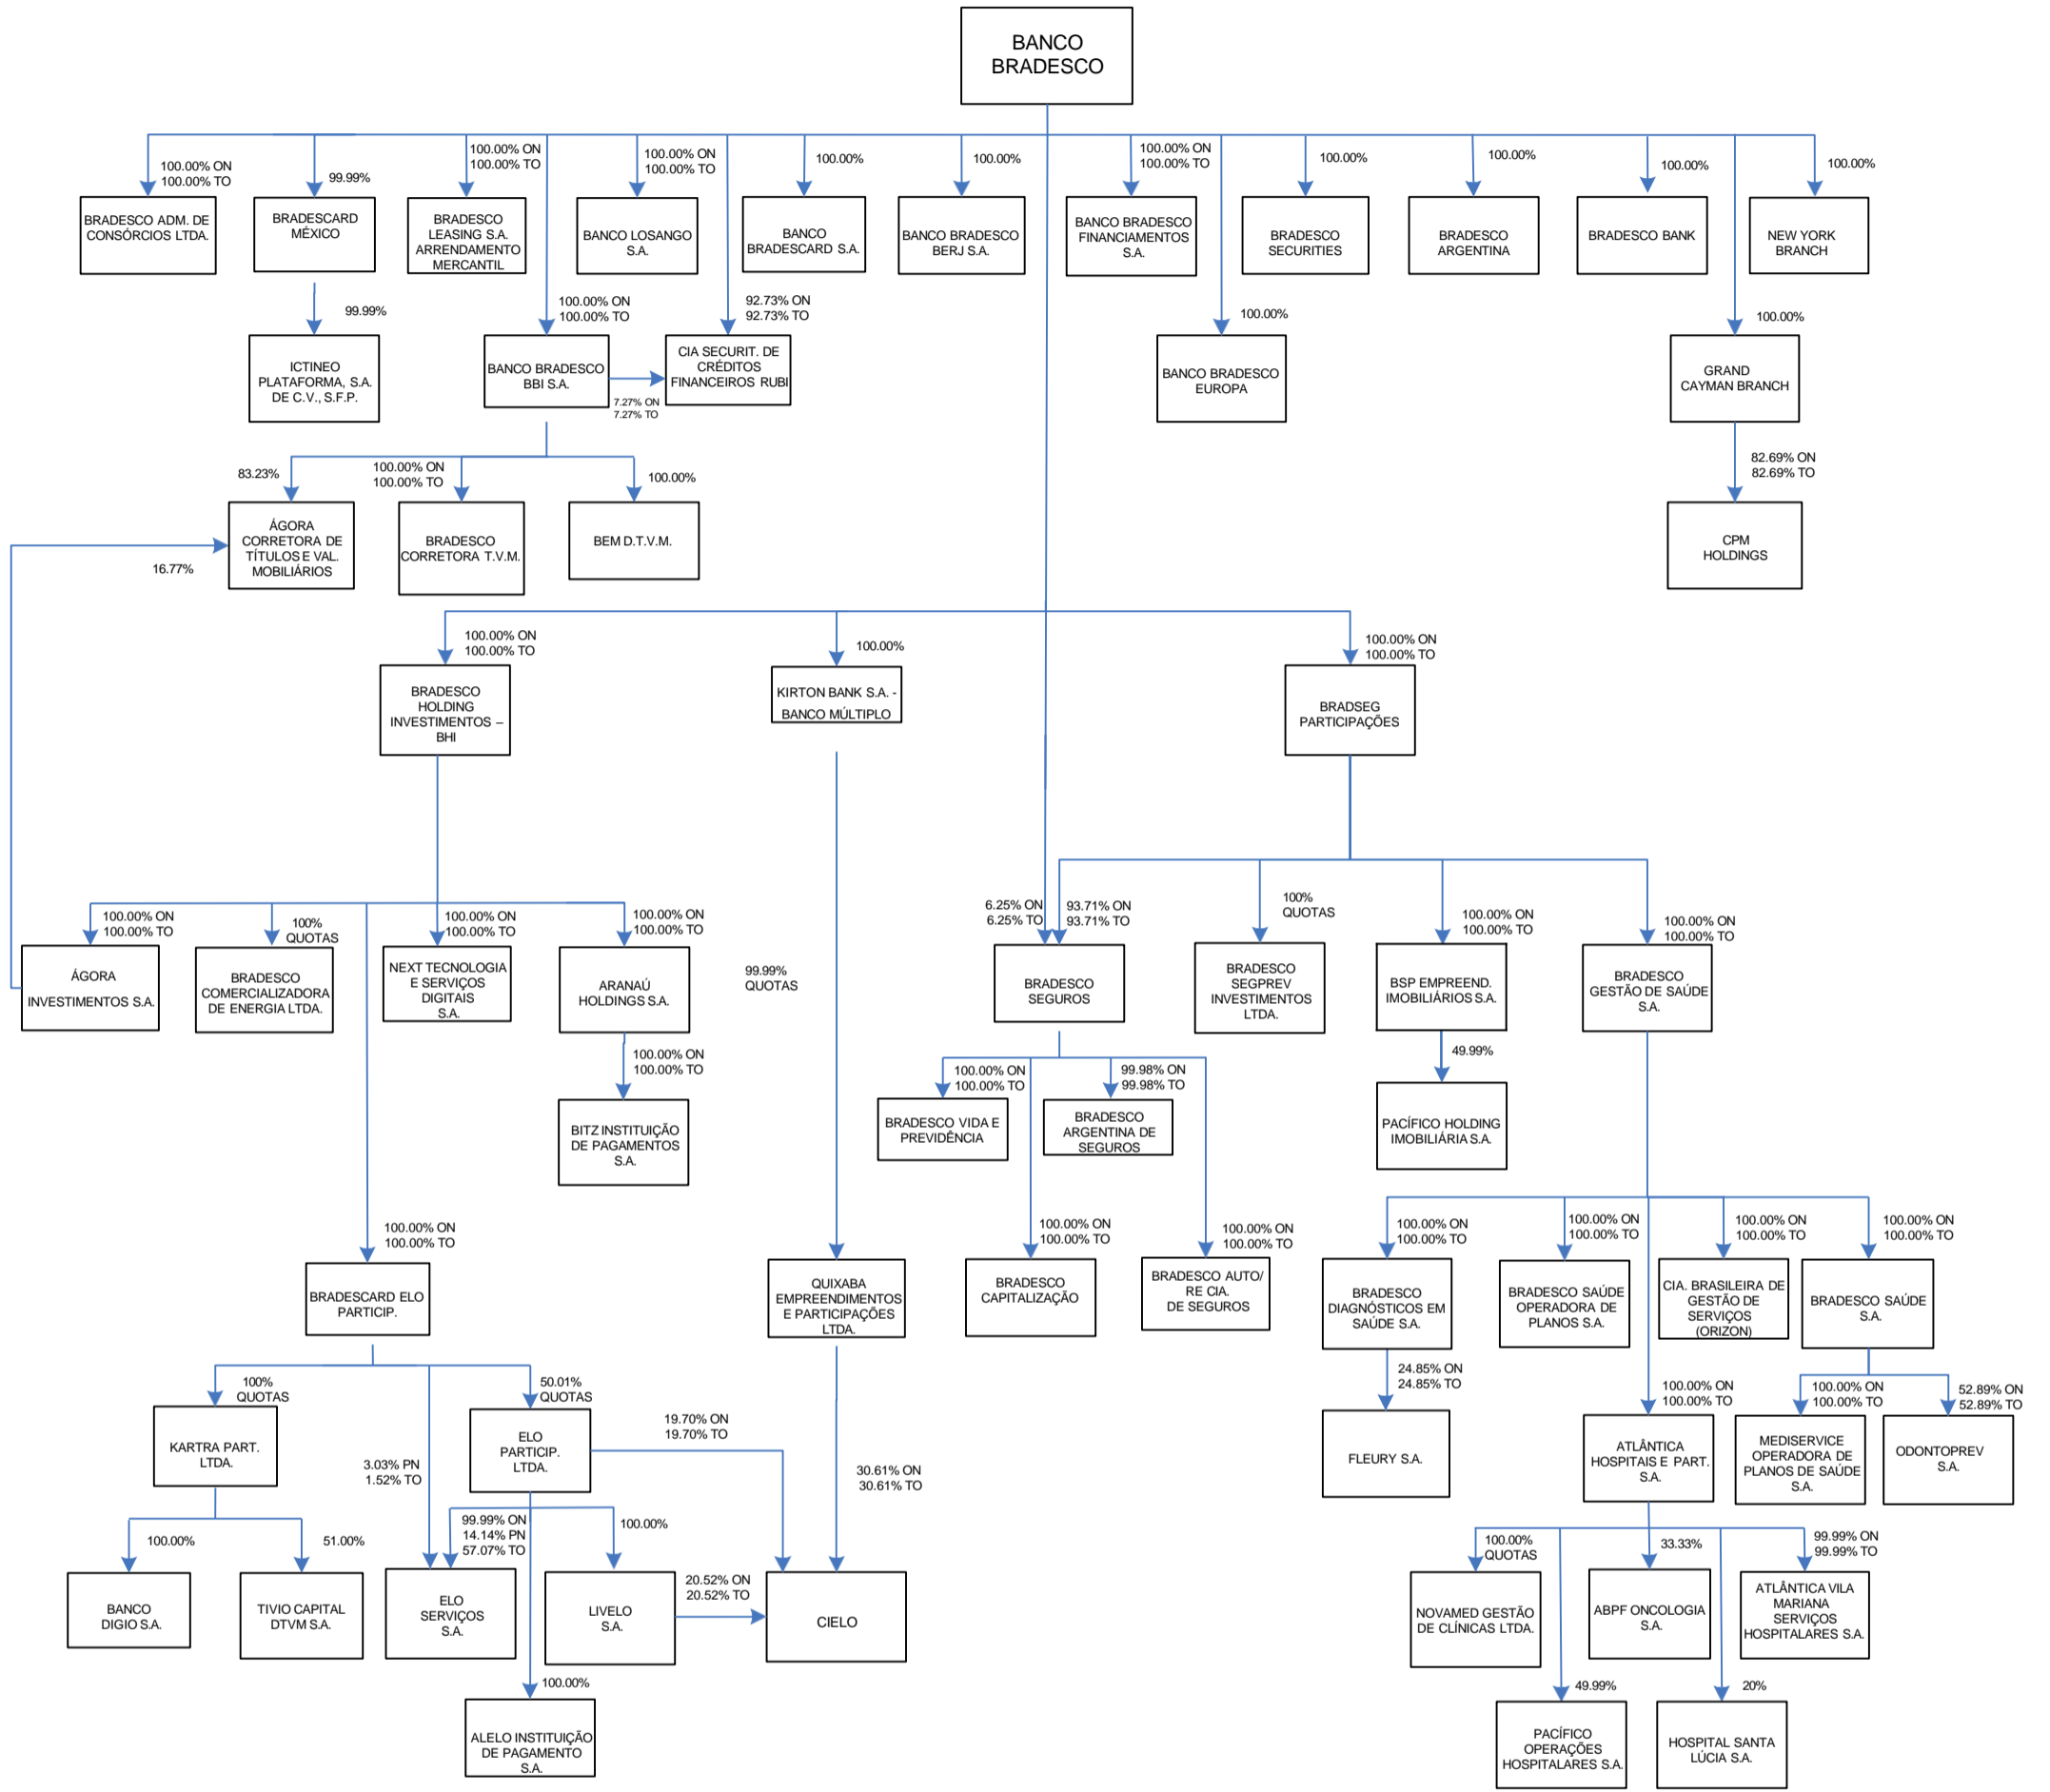 BANCO
BRADESCO
100.00% ON
100.00% TO
99.99%
100.00% ON
100.00% TO
100.00% ON
100.00% TO
100.00%
100.00%
100.00% ON
100.00% TO
100.00%
100.00%
100.00%
100.00%
BRADESCO ADM. DE
CONSÓRCIOS LTDA.
BRADESCARD
MÉXICO
BRADESCO
LEASING S.A.
ARRENDAMENTO
MERCANTIL
BANCO LOSANGO
S.A.
BANCO
BRADESCARD S.A.
BANCO BRADESCO
BERJ S.A.
BANCO BRADESCO
FINANCIAMENTOS
S.A.
BRADESCO
SECURITIES
BRADESCO
ARGENTINA
BRADESCO BANK
NEW YORK
BRANCH
99.99%
100.00% ON
100.00% TO
92.73% ON
92.73% TO
100.00%
100.00%
ICTINEO
PLATAFORMA, S.A.
DE C.V., S.F.P.
BANCO BRADESCO
BBI S.A.
7.27% ON
7.27% TO
CIA SECURIT. DE
CRÉDITOS
FINANCEIROS RUBI
BANCO BRADESCO
EUROPA
GRAND
CAYMAN BRANCH
83.23%
100.00% ON
100.00% TO
100.00%
82.69% ON
82.69% TO
ÁGORA
CORRETORA DE
TÍTULOS E VAL.
MOBILIÁRIOS
BRADESCO
CORRETORA T.V.M.
BEM D.T.V.M.
CPM
HOLDINGS
16.77%
100.00% ON
100.00% TO
100.00%
100.00% ON
100.00% TO
BRADESCO
HOLDING
INVESTIMENTOS –
BHI
KIRTON BANK S.A. -
BANCO MÚLTIPLO
BRADSEG
PARTICIPAÇÕES
100.00% ON
100.00% TO
100%
QUOTAS
100.00% ON
100.00% TO
100.00% ON
100.00% TO
99.99%
QUOTAS
6.25% ON
6.25% TO
93.71% ON
93.71% TO
100%
QUOTAS
100.00% ON
100.00% TO
100.00% ON
100.00% TO
ÁGORA
INVESTIMENTOS S.A.
BRADESCO
COMERCIALIZADORA
DE ENERGIA LTDA.
NEXT TECNOLOGIA
E SERVIÇOS
DIGITAIS
S.A.
ARANAÚ
HOLDINGS S.A.
BRADESCO
SEGUROS
BRADESCO
SEGPREV
INVESTIMENTOS
LTDA.
BSP EMPREEND.
IMOBILIÁRIOS S.A.
BRADESCO
GESTÃO DE SAÚDE
S.A.
100.00% ON
100.00% TO
100.00% ON
100.00% TO
99.98% ON
99.98% TO
49.99%
BITZ INSTITUIÇÃO
DE PAGAMENTOS
S.A.
BRADESCO VIDA E
PREVIDÊNCIA
BRADESCO
ARGENTINA DE
SEGUROS
PACÍFICO HOLDING
IMOBILIÁRIA S.A.
100.00% ON
100.00% TO
100.00% ON
100.00% TO
100.00% ON
100.00% TO
100.00% ON
100.00% TO
100.00% ON
100.00% TO
100.00% ON
100.00% TO
100.00% ON
100.00% TO
BRADESCARD ELO
PARTICIP.
QUIXABA
EMPREENDIMENTOS
E PARTICIPAÇÕES
LTDA.
BRADESCO
CAPITALIZAÇÃO
BRADESCO AUTO/
RE CIA.
DE SEGUROS
BRADESCO
DIAGNÓSTICOS EM
SAÚDE S.A.
BRADESCO SAÚDE
OPERADORA DE
PLANOS S.A.
CIA. BRASILEIRA DE
GESTÃO DE
SERVIÇOS
(ORIZON)
BRADESCO SAÚDE
S.A.
100%
QUOTAS
50.01%
QUOTAS
24.85% ON
24.85% TO
100.00% ON
100.00% TO
100.00% ON
100.00% TO
52.89% ON
52.89% TO
KARTRA PART.
LTDA.
3.03% PN
1.52% TO
ELO
PARTICIP.
LTDA.
19.70% ON
19.70% TO
30.61% ON
30.61% TO
FLEURY S.A.
ATLÂNTICA
HOSPITAIS E PART.
S.A.
MEDISERVICE
OPERADORA DE
PLANOS DE SAÚDE
S.A.
ODONTOPREV
S.A.
100.00%
51.00%
99.99% ON
14.14% PN
57.07% TO
100.00%
100.00%
QUOTAS
33.33%
99.99% ON
99.99% TO
BANCO
DIGIO S.A.
TIVIO CAPITAL
DTVM S.A.
ELO
SERVIÇOS
S.A.
LIVELO
S.A.
20.52% ON
20.52% TO
CIELO
NOVAMED GESTÃO
DE CLÍNICAS LTDA.
ABPF ONCOLOGIA
S.A.
ATLÂNTICA VILA
MARIANA
SERVIÇOS
HOSPITALARES S.A.
100.00%
49.99%
20%
ALELO INSTITUIÇÃO
DE PAGAMENTO
S.A.
PACÍFICO
OPERAÇÕES
HOSPITALARES S.A.
HOSPITAL SANTA
LÚCIA S.A.